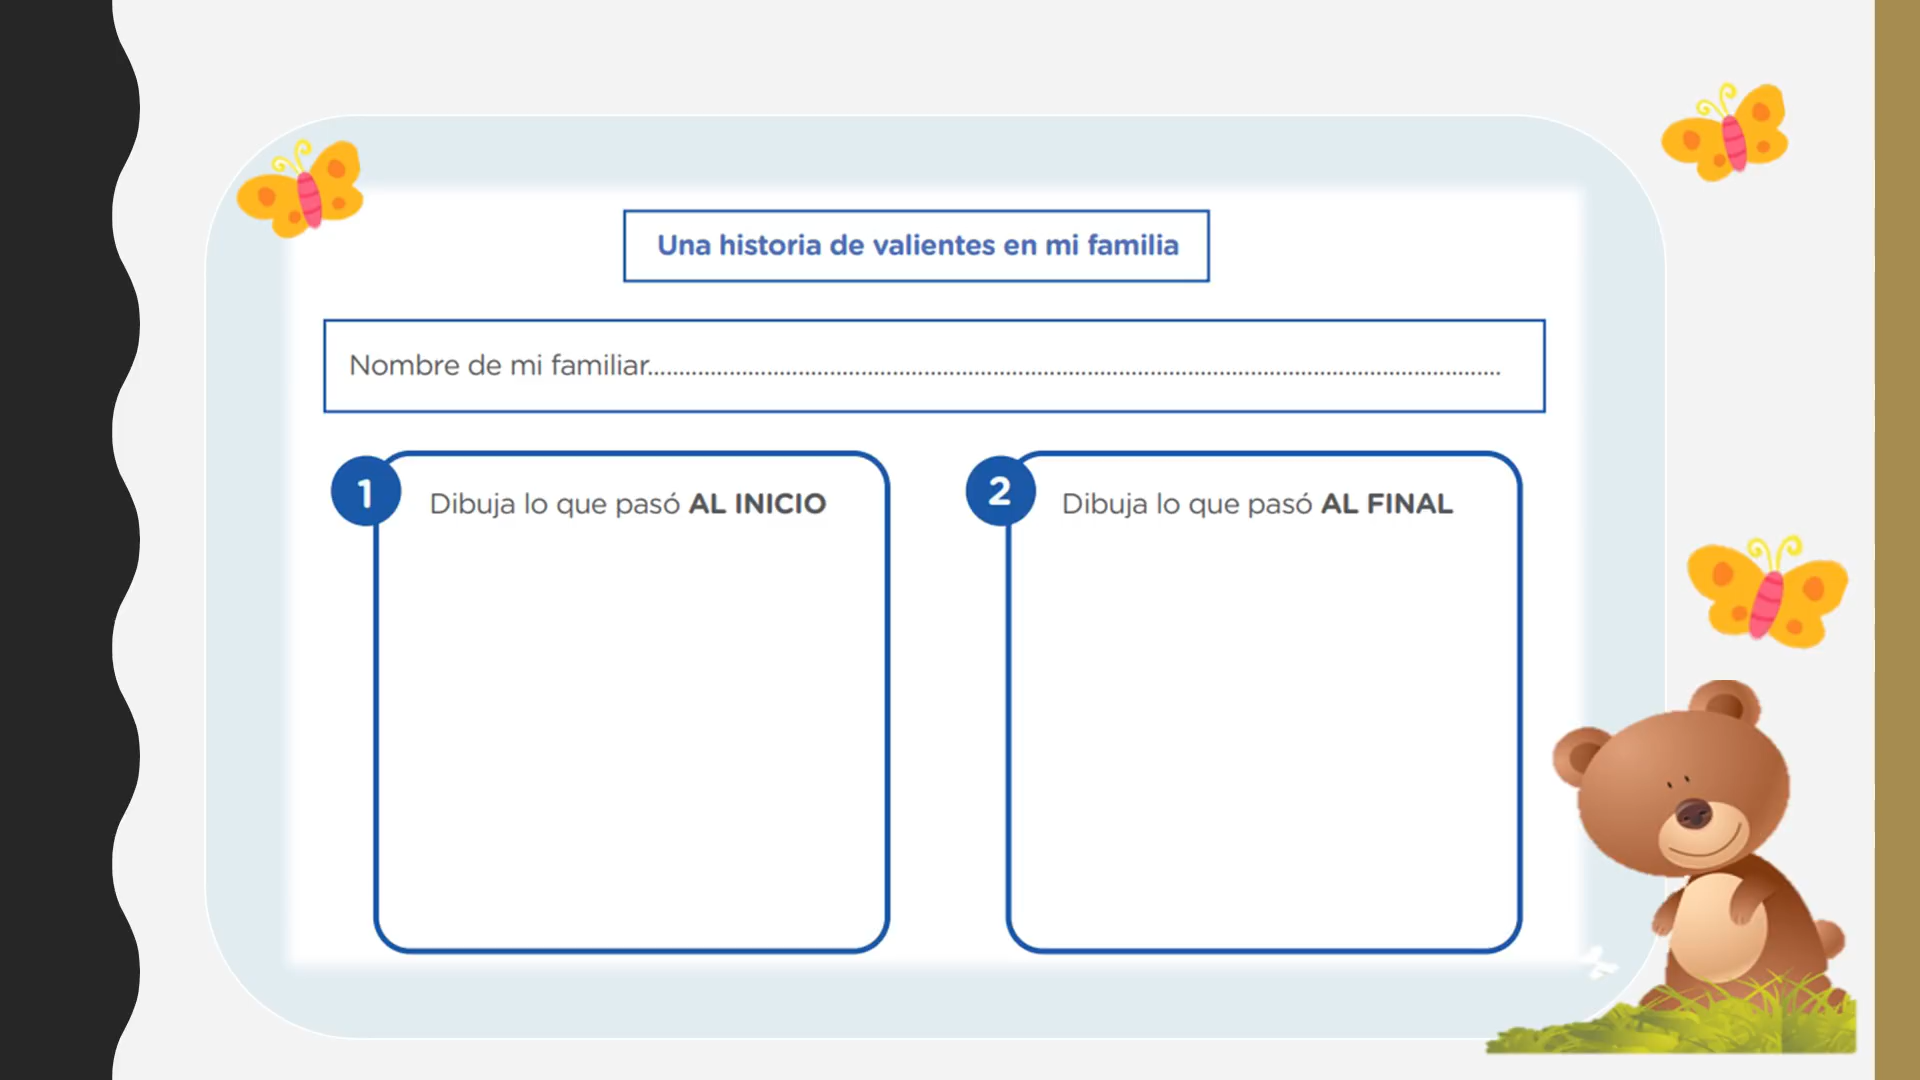 Una historia de valientes en mi familia
Nombre de mi familiar..............................................................................................................................................
1
Dibuja lo que pasó AL INICIO
2
Dibuja lo que pasó AL FINAL